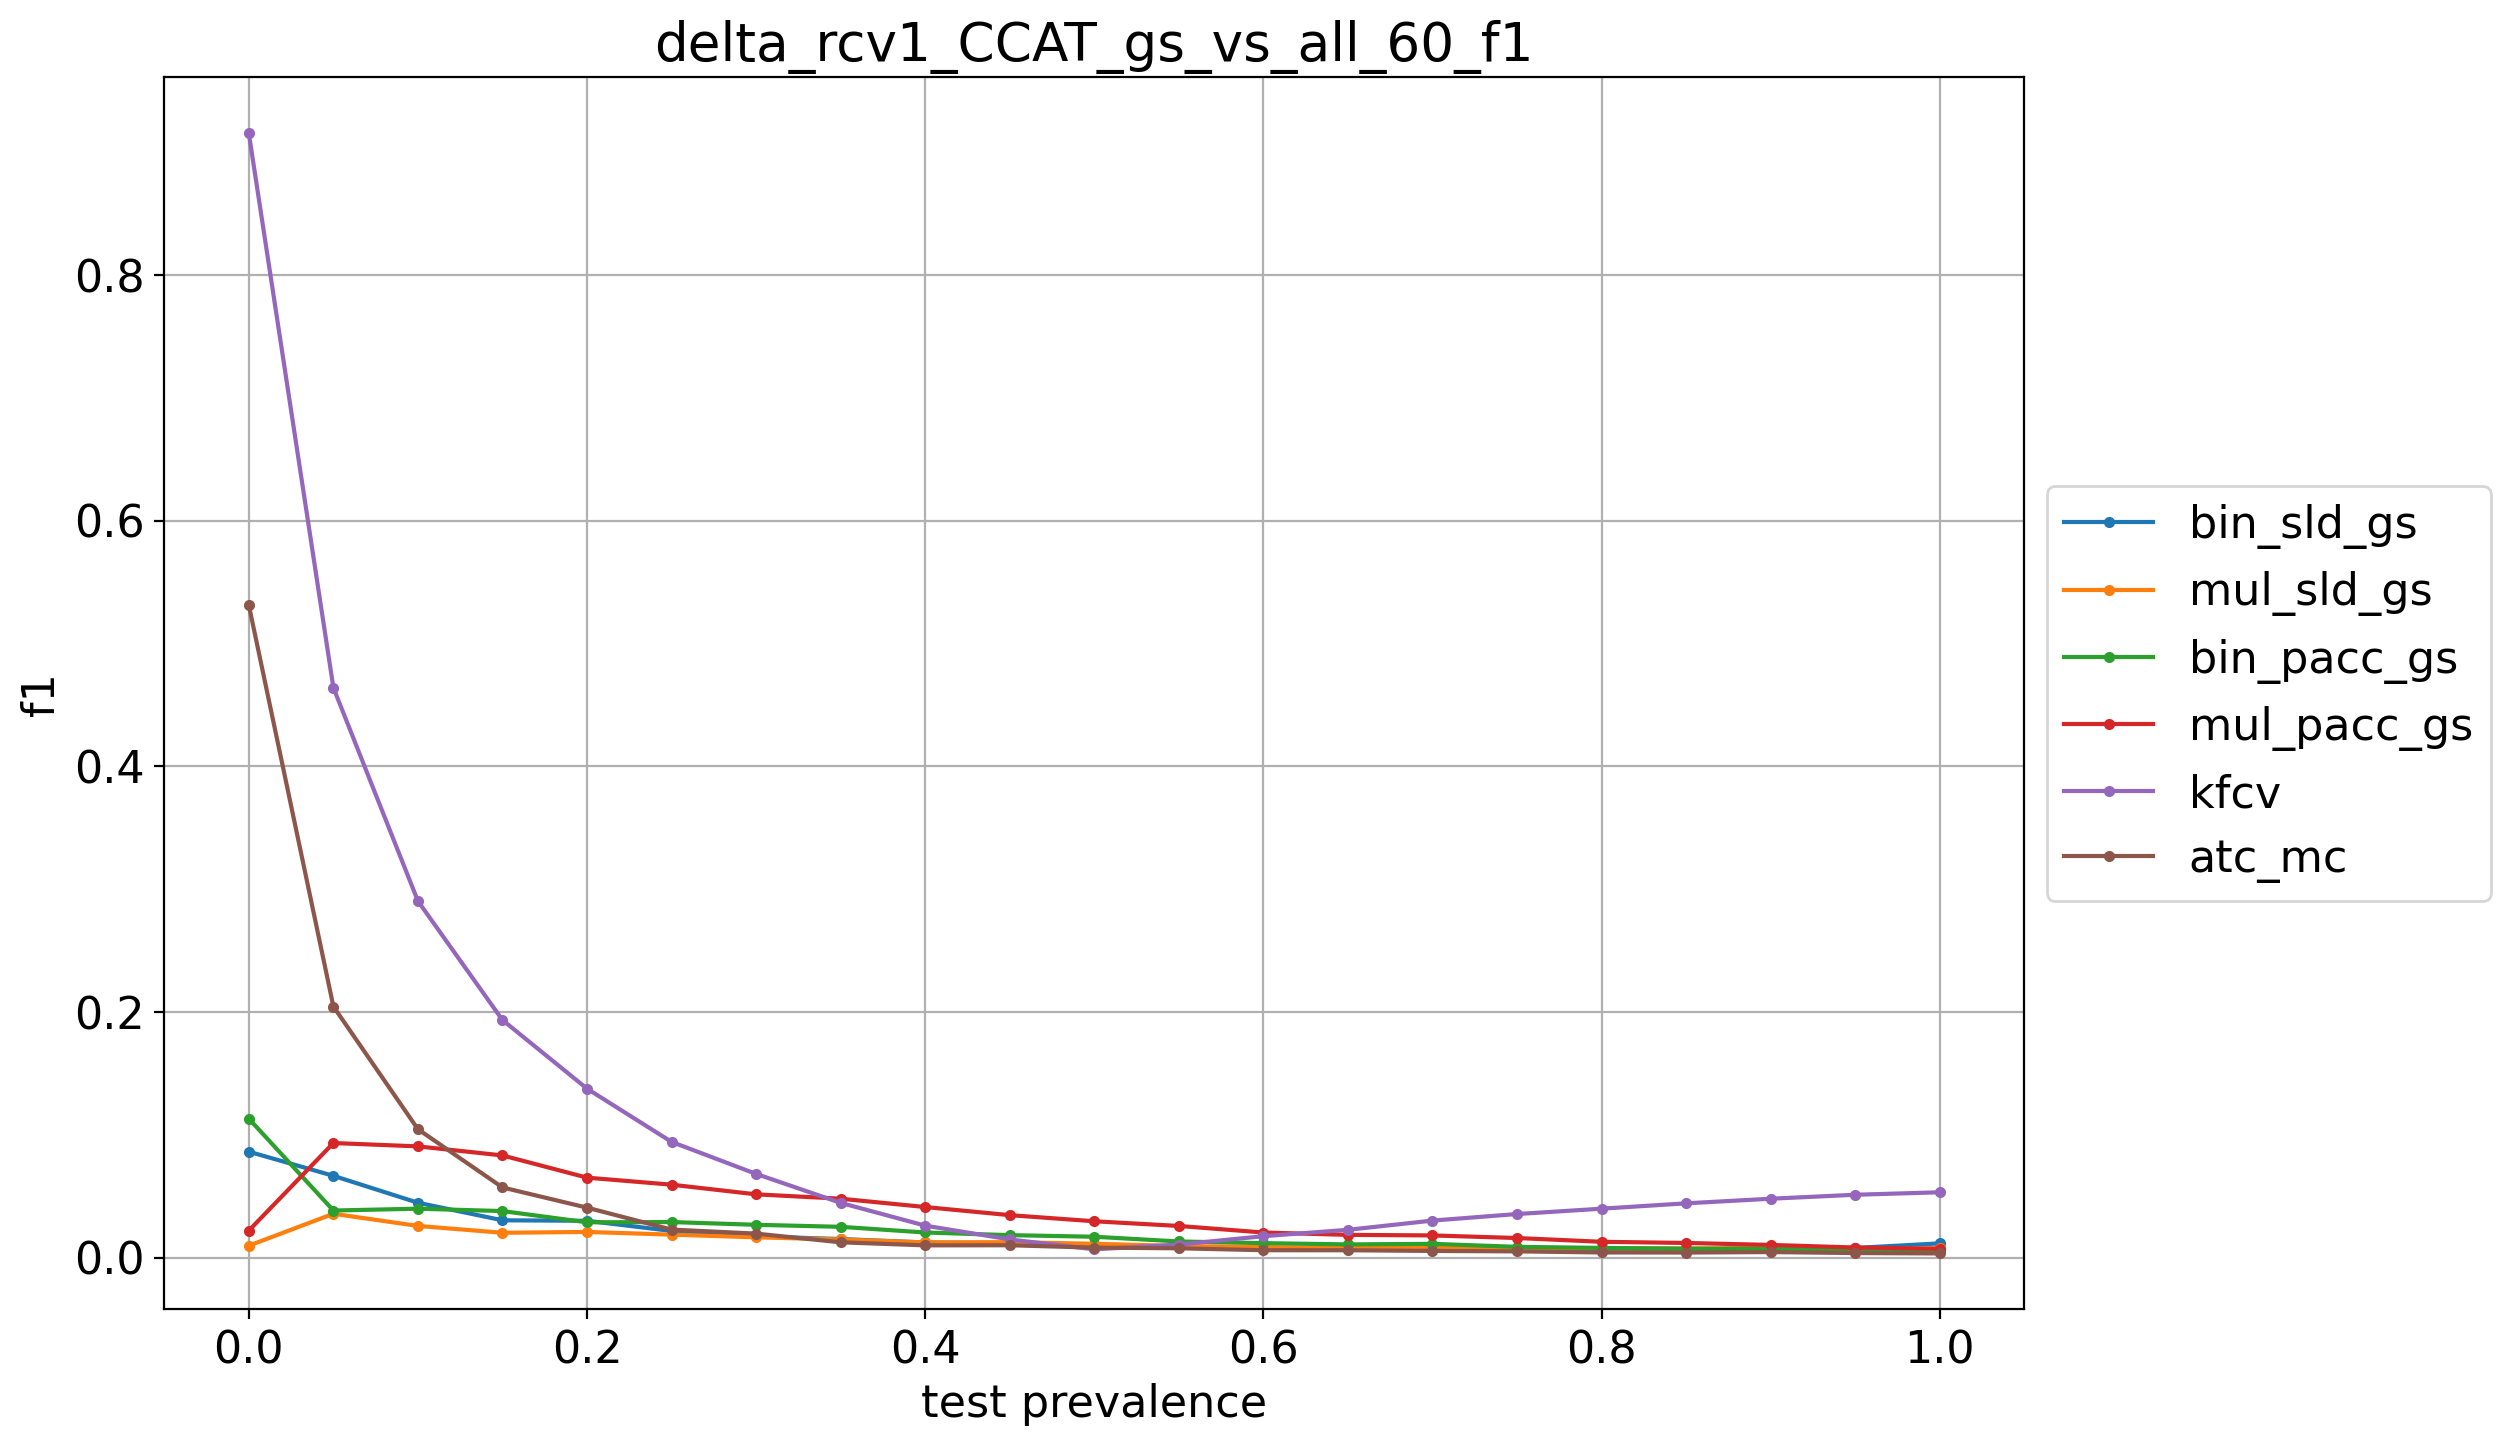 delta_rcv1_CCAT_gs_vs_all_60_f1
f1
0.8
0.6
0.4
0.2
0.0
0.0 0.2 0.4 0.6 0.8 1.0
test prevalence
bin_sld_gs
mul_sld_gs
bin_pacc_gs
mul_pacc_gs
kfcv
atc_mc